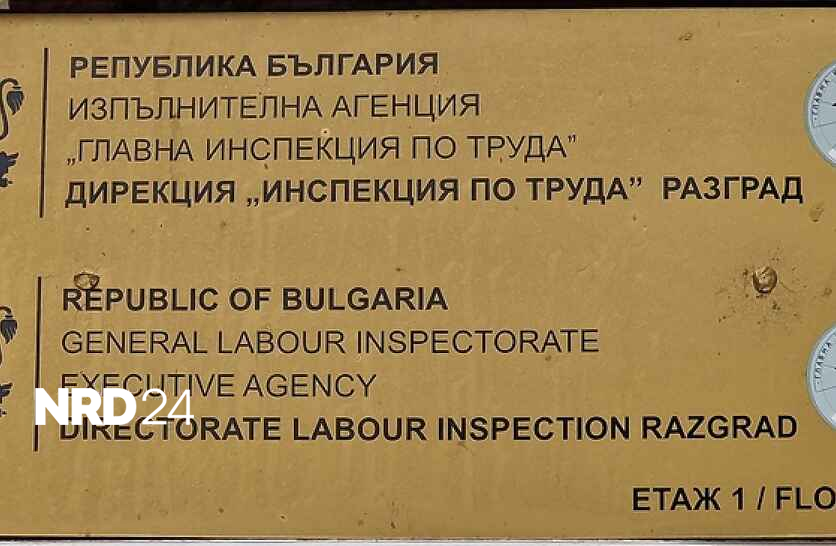 РЕПУБЛИКА БЪЛГАРИЯ
ИЗПЪЛНИТЕЛНА АГЕНЦИЯ
„ГЛАВНА ИНСПЕКЦИЯ ПО ТРУДА”
ДИРЕКЦИЯ „ИНСПЕКЦИЯ ПО ТРУДА” РАЗГРАД
REPUBLIC OF BULGARIA
GENERAL LABOUR INSPECTORATE
EXECUTIVE AGENCY
NRD24
DIRECTORATE LABOUR INSPECTION RAZGRAD
ЕТАЖ 1 / FLO